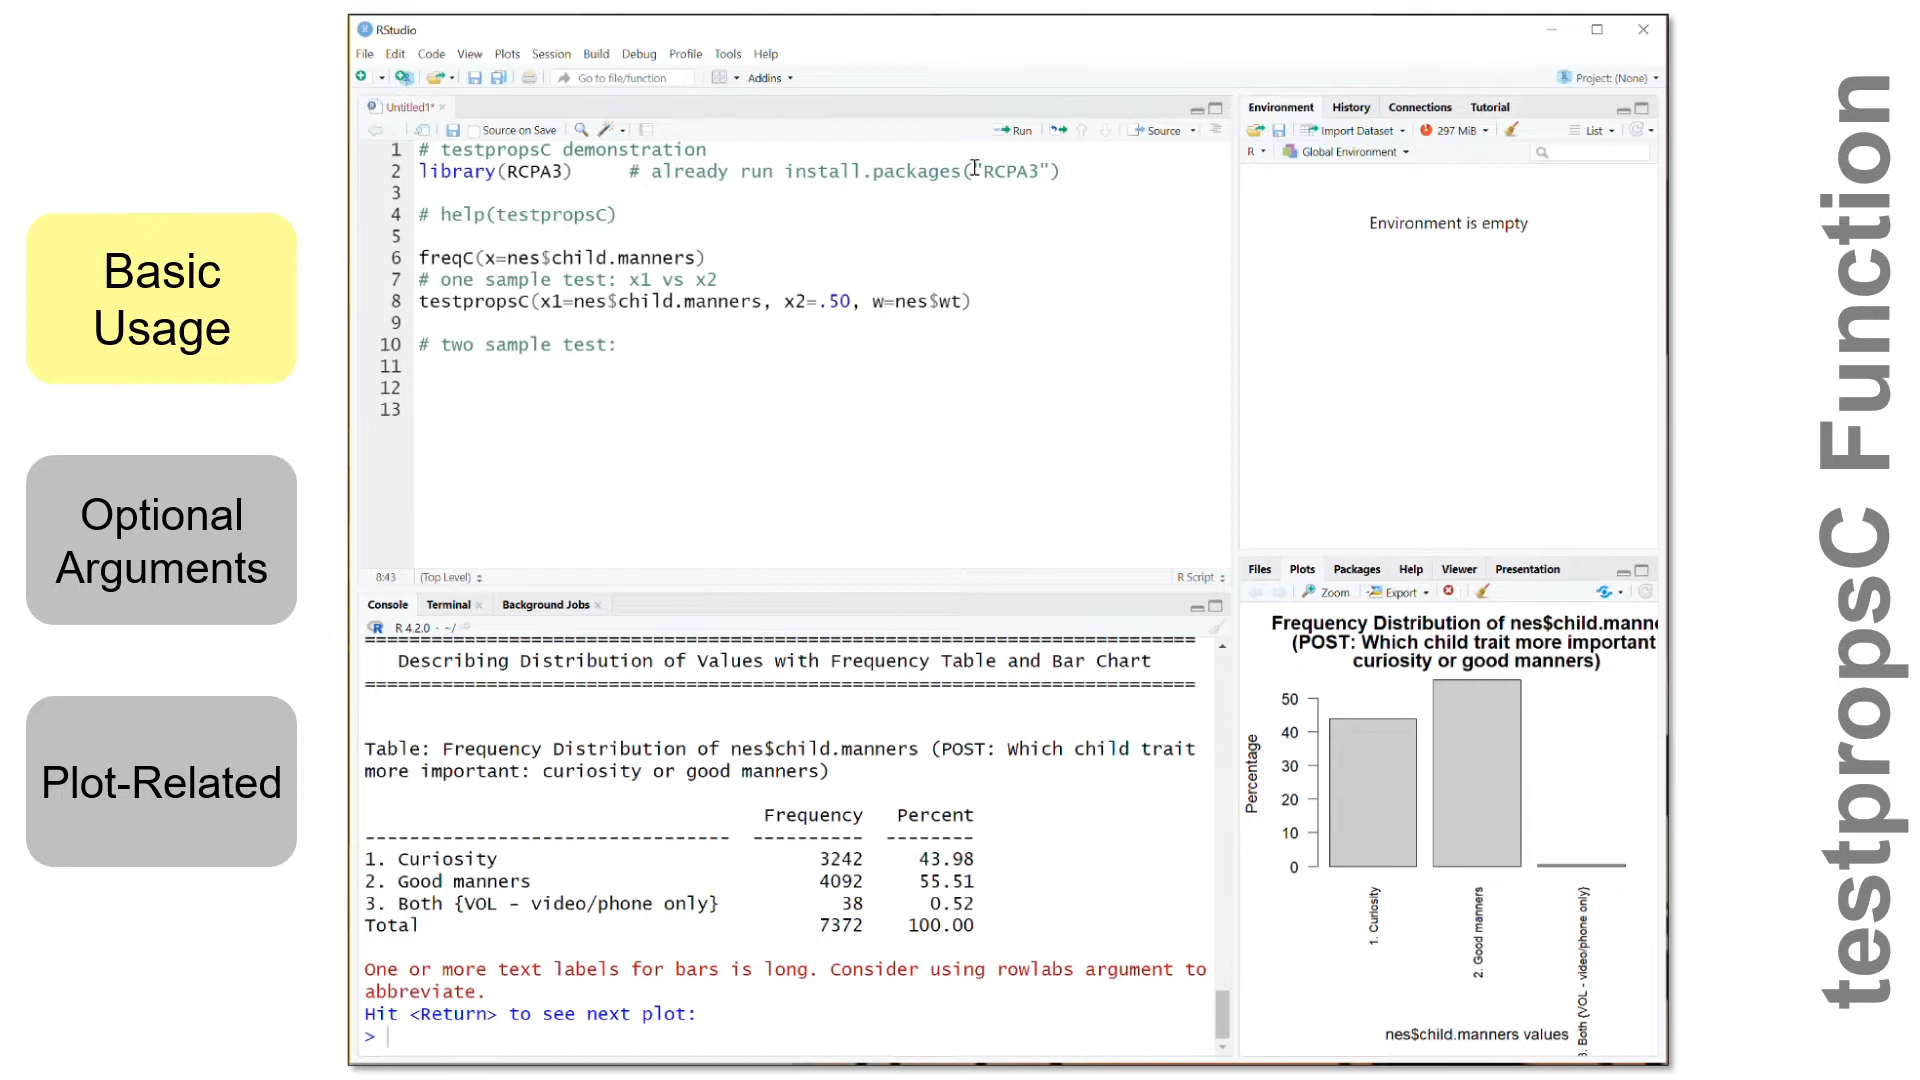 Basic
Usage
Optional
Arguments
Plot-Related
RStudio
File Edit Code View Plots Session Build Debug Profile Tools Help
Go to file/function
Addins
Project: (None)
Untitled1*
Source on Save
Run
Source
1 # testpropsC demonstration
2 library(RCPA3)     # already run install.packages("RCPA3")
3
4 # help(testpropsC)
5
6 freqC(x=nes$child.manners)
7 # one sample test: x1 vs x2
8 testpropsC(x1=nes$child.manners, x2=.50, w=nes$wt)
9
10 # two sample test:
11
12
13
8:43 (Top Level) R Script
Console Terminal Background Jobs
R 4.2.0 · ~/
================================================================
Describing Distribution of Values with Frequency Table and Bar Chart
================================================================
Table: Frequency Distribution of nes$child.manners (POST: Which child trait
more important: curiosity or good manners)
Frequency Percent
--------------------------------- ---------- --------
1. Curiosity 3242 43.98
2. Good manners 4092 55.51
3. Both {VOL - video/phone only} 38 0.52
Total 7372 100.00
One or more text labels for bars is long. Consider using rowlabs argument to
abbreviate.
Hit <Return> to see next plot:
>
Environment History Connections Tutorial
Import Dataset 297 MiB List
R Global Environment
Environment is empty
Files Plots Packages Help Viewer Presentation
Zoom Export
Frequency Distribution of nes$child.manne
(POST: Which child trait more important
curiosity or good manners)
Percentage
50
40
30
20
10
0
1. Curiosity
2. Good manners
3. Both {VOL - video/phone only}
nes$child.manners values
testpropsC Function